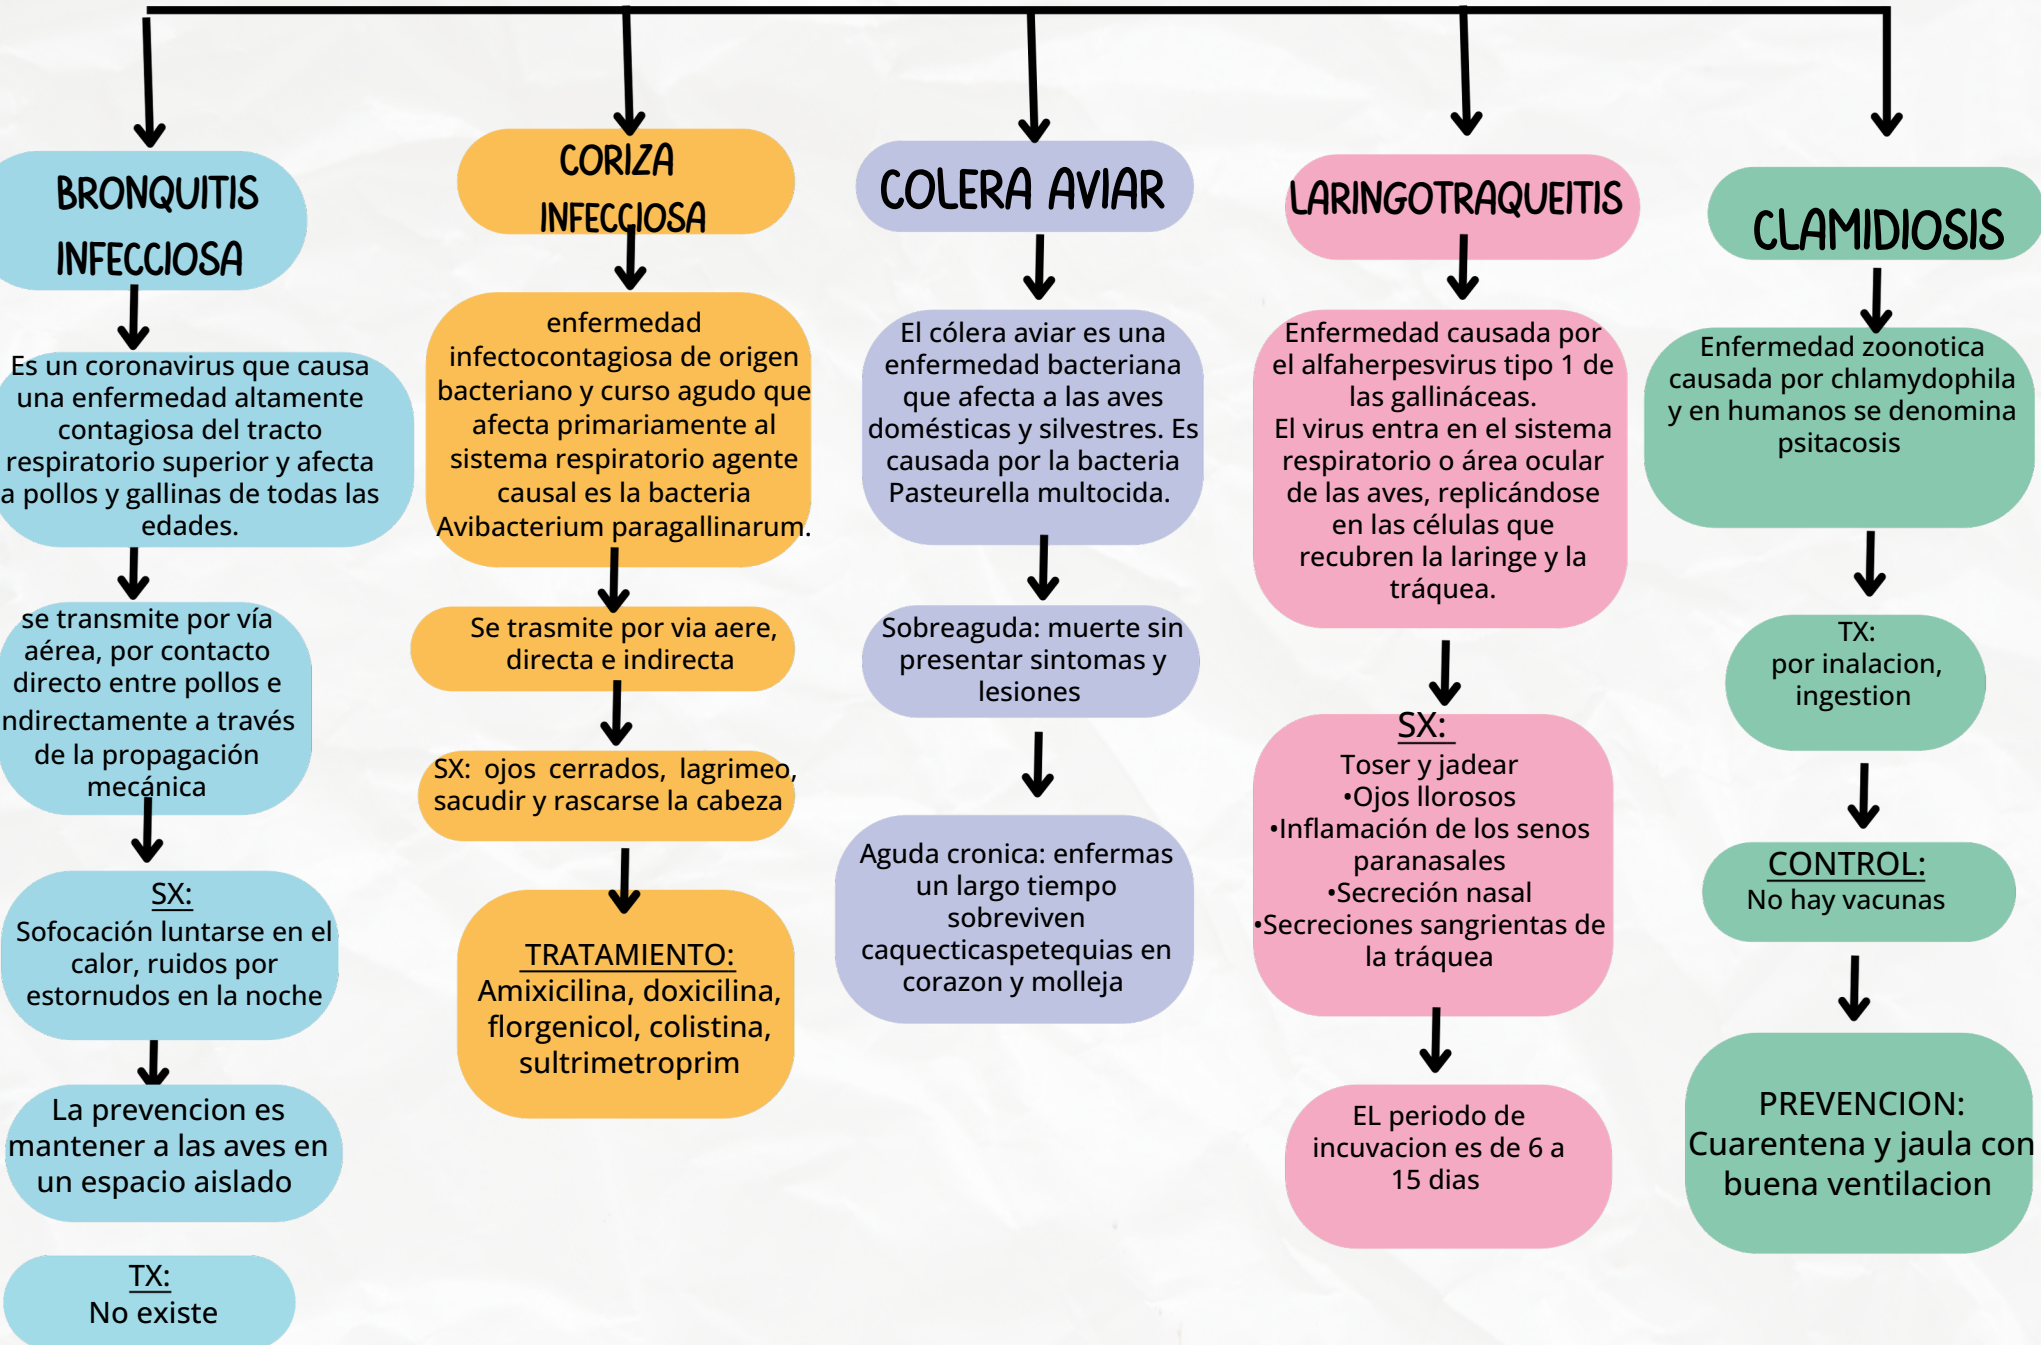 BRONQUITIS
INFECCIOSA
Es un coronavirus que causa
una enfermedad altamente
contagiosa del tracto
respiratorio superior y afecta
a pollos y gallinas de todas las
edades.
se transmite por vía
aérea, por contacto
directo entre pollos e
ndirectamente a través
de la propagación
mecánica
SX:
Sofocación luntarse en el
calor, ruidos por
estornudos en la noche
La prevencion es
mantener a las aves en
un espacio aislado
TX:
No existe
CORIZA
INFECCIOSA
enfermedad
infectocontagiosa de origen
bacteriano y curso agudo que
afecta primariamente al
sistema respiratorio agente
causal es la bacteria
Avibacterium paragallinarum.
Se trasmite por via aere,
directa e indirecta
SX: ojos cerrados, lagrimeo,
sacudir y rascarse la cabeza
TRATAMIENTO:
Amixicilina, doxicilina,
florgenicol, colistina,
sultrimetroprim
COLERA AVIAR
El cólera aviar es una
enfermedad bacteriana
que afecta a las aves
domésticas y silvestres. Es
causada por la bacteria
Pasteurella multocida.
Sobreaguda: muerte sin
presentar sintomas y
lesiones
Aguda cronica: enfermas
un largo tiempo
sobreviven
caquecticaspetequias en
corazon y molleja
LARINGOTRAQUEITIS
Enfermedad causada por
el alfaherpesvirus tipo 1 de
las gallináceas.
El virus entra en el sistema
respiratorio o área ocular
de las aves, replicándose
en las células que
recubren la laringe y la
tráquea.
SX:
Toser y jadear
•Ojos llorosos
•Inflamación de los senos
paranasales
•Secreción nasal
•Secreciones sangrientas de
la tráquea
EL periodo de
incuvacion es de 6 a
15 dias
CLAMIDIOSIS
Enfermedad zoonotica
causada por chlamydophila
y en humanos se denomina
psitacosis
TX:
por inalacion,
ingestion
CONTROL:
No hay vacunas
PREVENCION:
Cuarentena y jaula con
buena ventilacion